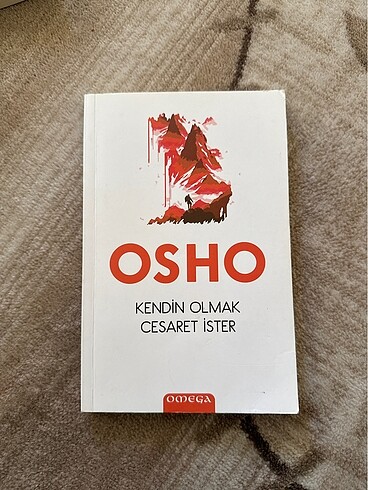 OSHO
KENDİN OLMAK
CESARET İSTER
OMEGA